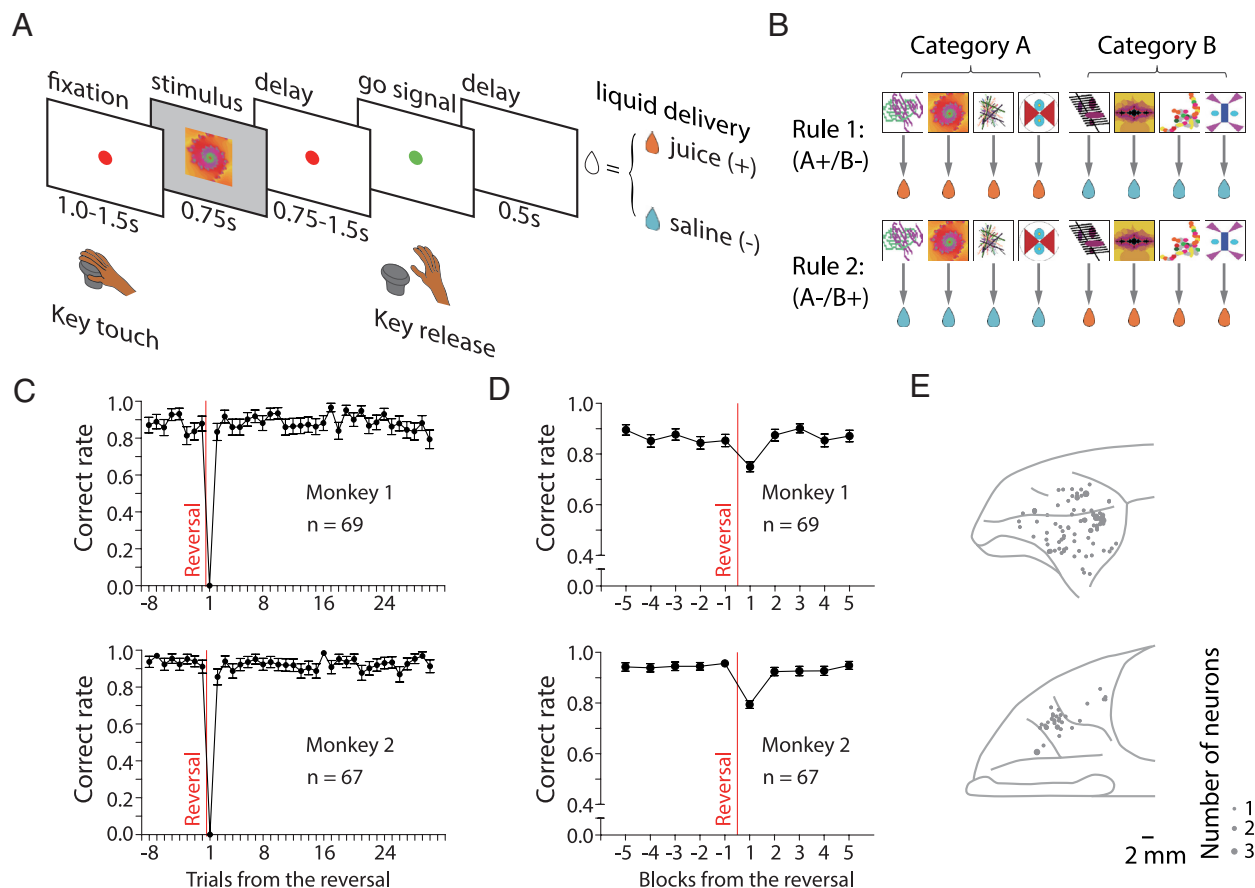 A
fixation
stimulus
delay
go signal
delay
liquid delivery
=
juice (+)
saline (-)
1.0-1.5s
0.75s
0.75-1.5s
0.5s
Key touch
Key release
B
Category A
Category B
Rule 1:
(A+/B-)
Rule 2:
(A-/B+)
C
Correct rate
1.0
0.8
0.6
0.4
0.2
0.0
Reversal
Monkey 1
n = 69
-8
1
8
16
24
Correct rate
1.0
0.8
0.6
0.4
0.2
0.0
Reversal
Monkey 2
n = 67
-8
1
8
16
24
Trials from the reversal
D
Correct rate
1.0
0.8
0.6
0.4
0.0
Reversal
Monkey 1
n = 69
-5
-4
-3
-2
-1
1
2
3
4
5
Correct rate
1.0
0.8
0.6
0.4
0.0
Reversal
Monkey 2
n = 67
-5
-4
-3
-2
-1
1
2
3
4
5
Blocks from the reversal
E
2 mm
Number of neurons
1
2
3